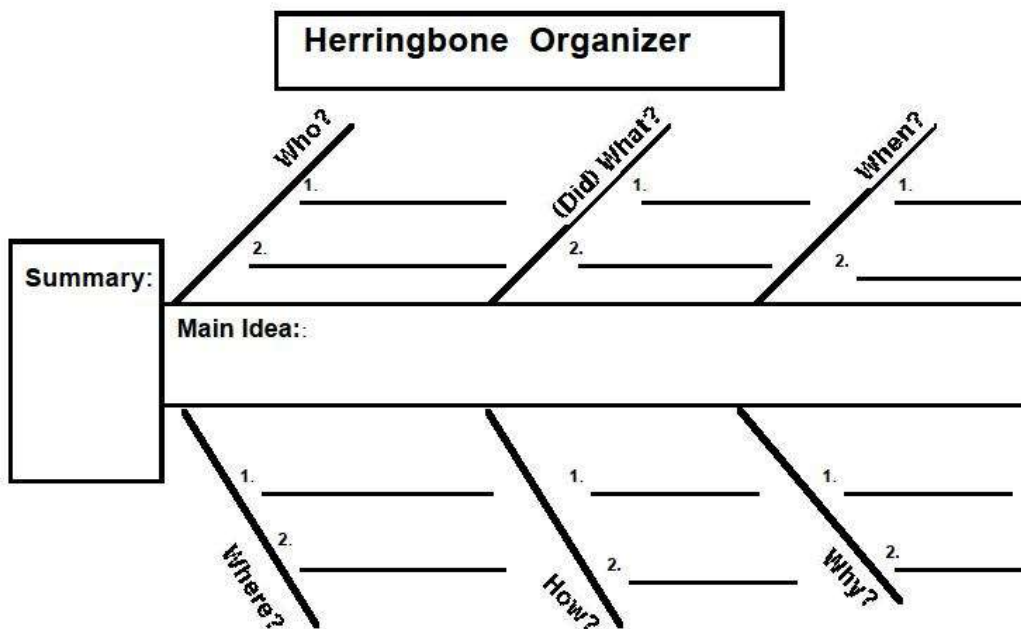 Herringbone Organizer
Who?
(Did) What?
When?
1.
1.
1.
2.
2.
2.
Summary:
Main Idea::
1.
1.
1.
2.
2.
2.
Where?
How?
Why?